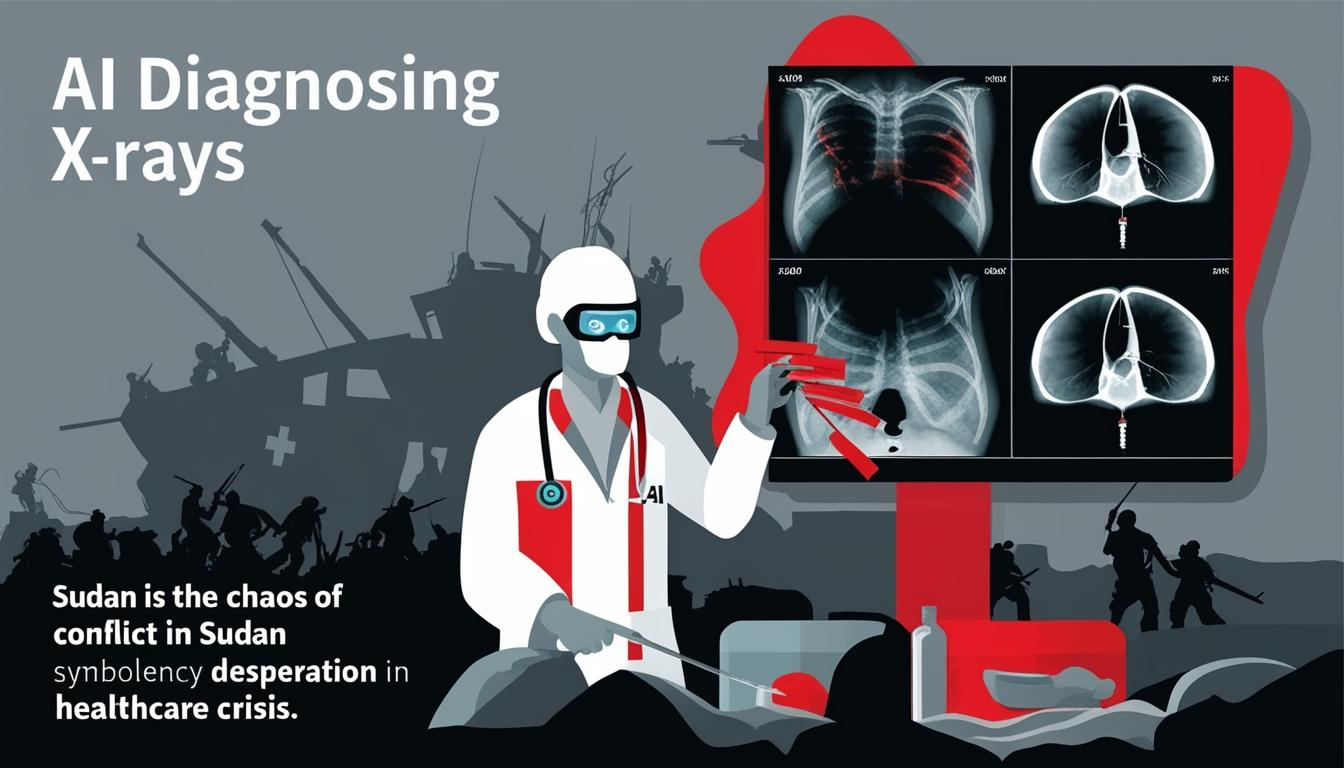 AI Diagnosing
X-rays
AI
Sudan is the chaos of
conflict in Sudan
synbolency desperation in
healthcare crisis.